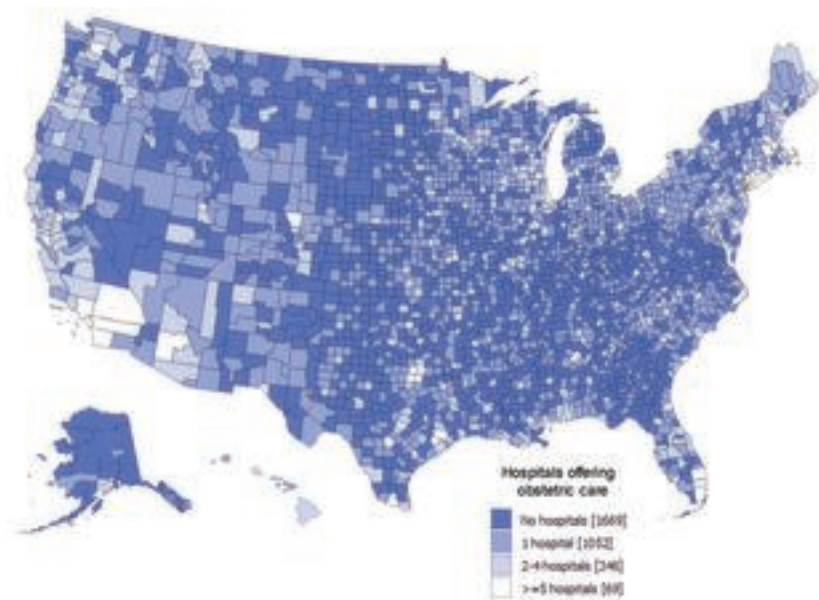 Hospitals offering
obstetric care
No hospitals [1669]
1 hospital [1052]
2-4 hospitals [346]
>=5 hospitals [69]